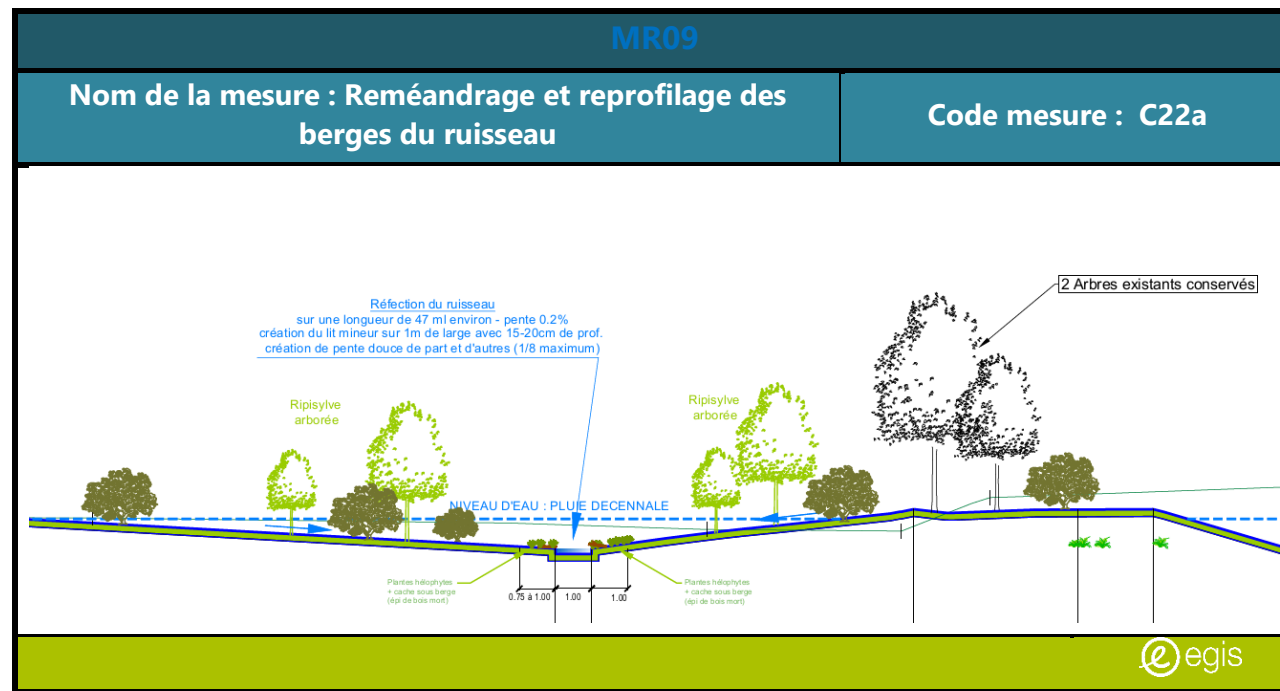 MR09
Nom de la mesure : Reméandrage et reprofilage des
berges du ruisseau
Code mesure : C22a
2 Arbres existants conservés
Réfection du ruisseau
sur une longueur de 47 ml environ - pente 0.2%
création du lit mineur sur 1m de large avec 15-20cm de prof.
création de pente douce de part et d'autres (1/8 maximum)
Ripisylve
arborée
Ripisylve
arborée
NIVEAU D'EAU : PLUIE DECENNALE
Plantes hélophytes
+ cache sous berge
(épi de bois mort)
0.75 à 1.00
1.00
1.00
Plantes hélophytes
+ cache sous berge
(épi de bois mort)
egis